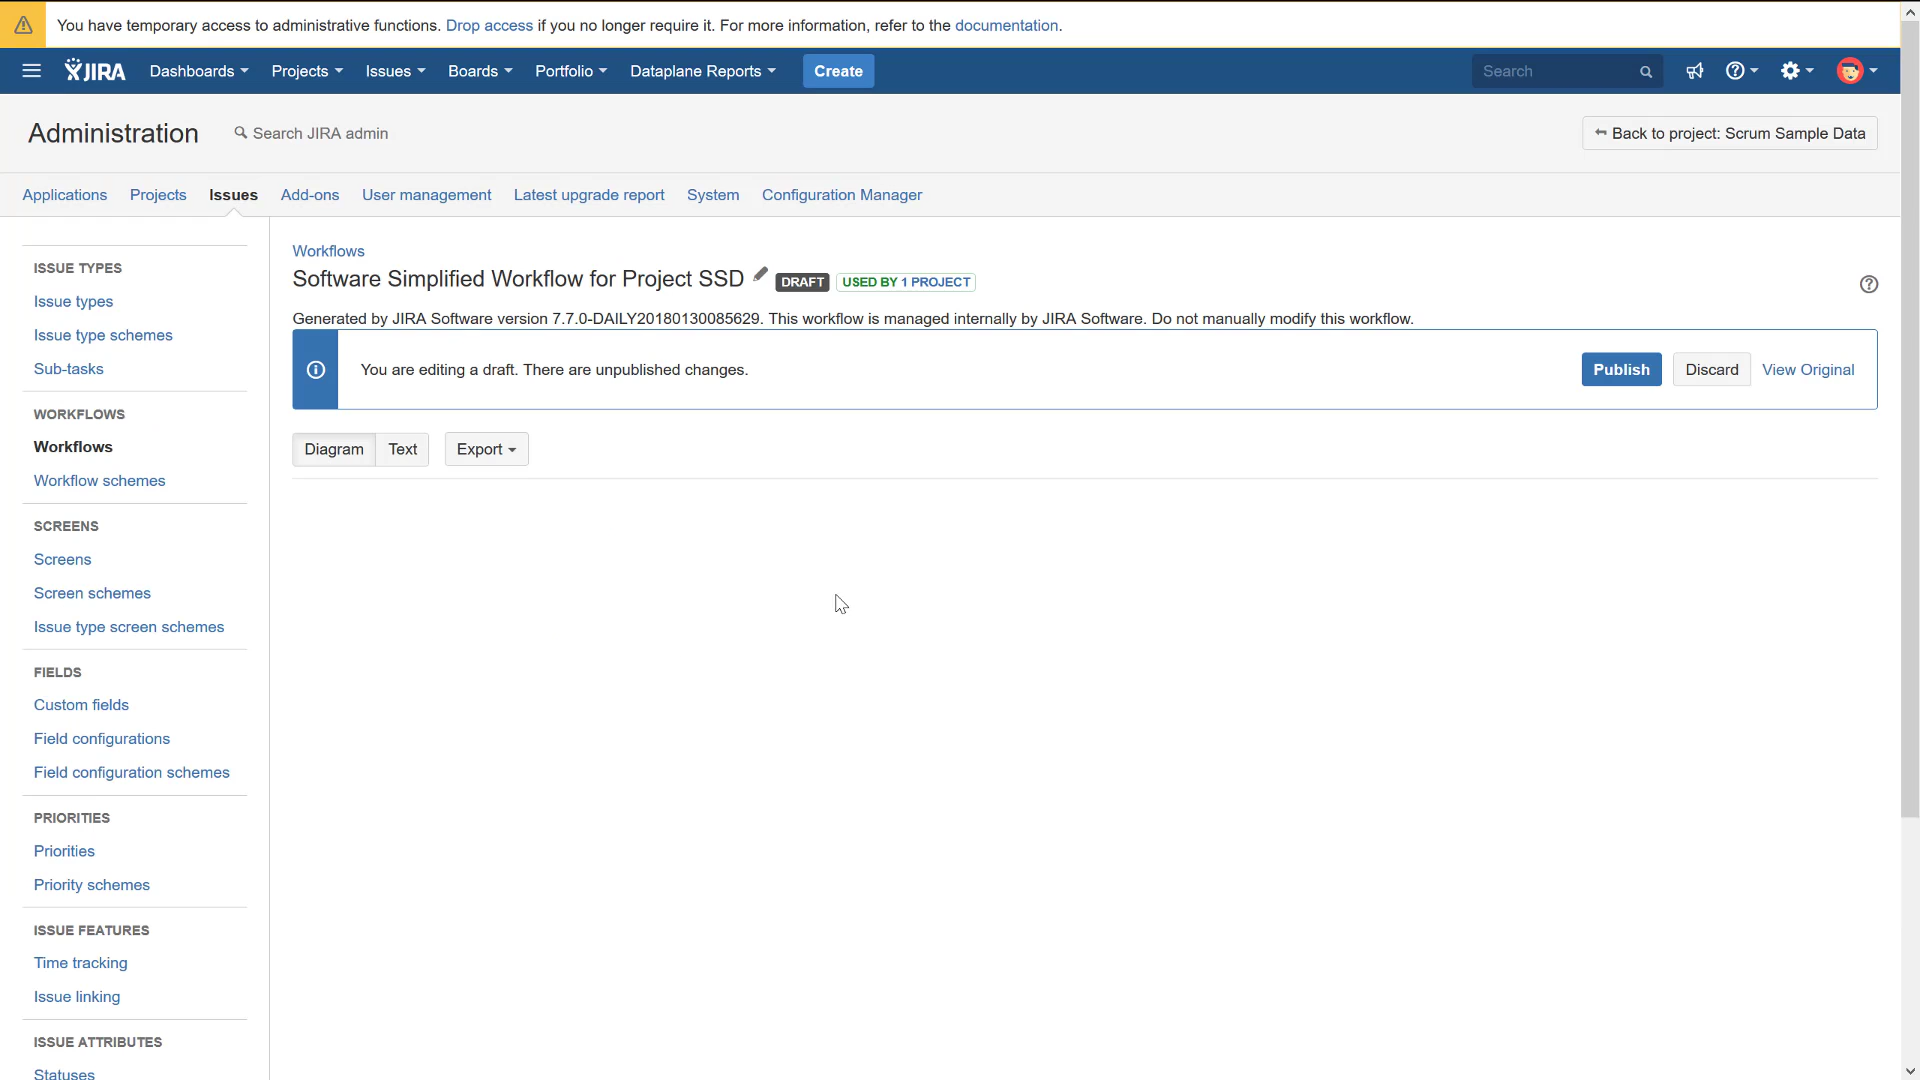 You have temporary access to administrative functions. Drop access if you no longer require it. For more information, refer to the documentation.
JIRA Dashboards Projects Issues Boards Portfolio Dataplane Reports Create Search
Administration Search JIRA admin Back to project: Scrum Sample Data
Applications Projects Issues Add-ons User management Latest upgrade report System Configuration Manager
ISSUE TYPES
Issue types
Issue type schemes
Sub-tasks
WORKFLOWS
Workflows
Workflow schemes
SCREENS
Screens
Screen schemes
Issue type screen schemes
FIELDS
Custom fields
Field configurations
Field configuration schemes
PRIORITIES
Priorities
Priority schemes
ISSUE FEATURES
Time tracking
Issue linking
ISSUE ATTRIBUTES
Statuses
Workflows
Software Simplified Workflow for Project SSD DRAFT USED BY 1 PROJECT
Generated by JIRA Software version 7.7.0-DAILY20180130085629. This workflow is managed internally by JIRA Software. Do not manually modify this workflow.
You are editing a draft. There are unpublished changes. Publish Discard View Original
Diagram Text Export